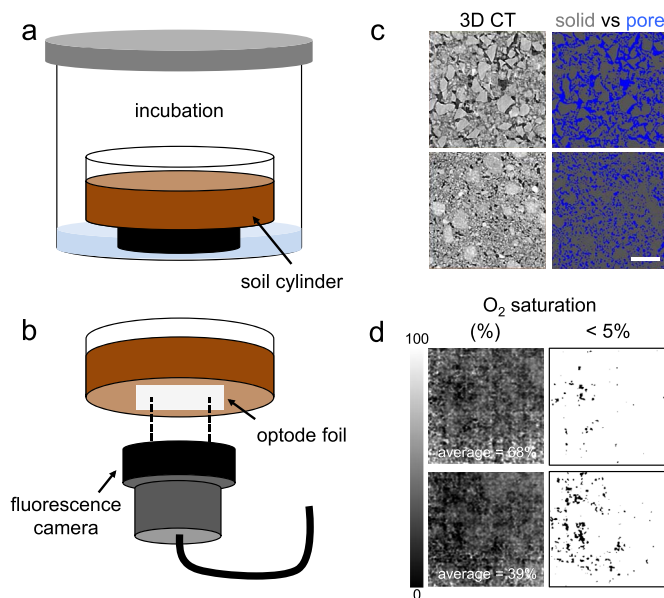 a
incubation
soil cylinder
b
optode foil
fluorescence
camera
c
3D CT
solid vs pore
d
O₂ saturation
(%)
< 5%
100
average = 68%
average = 39%
0